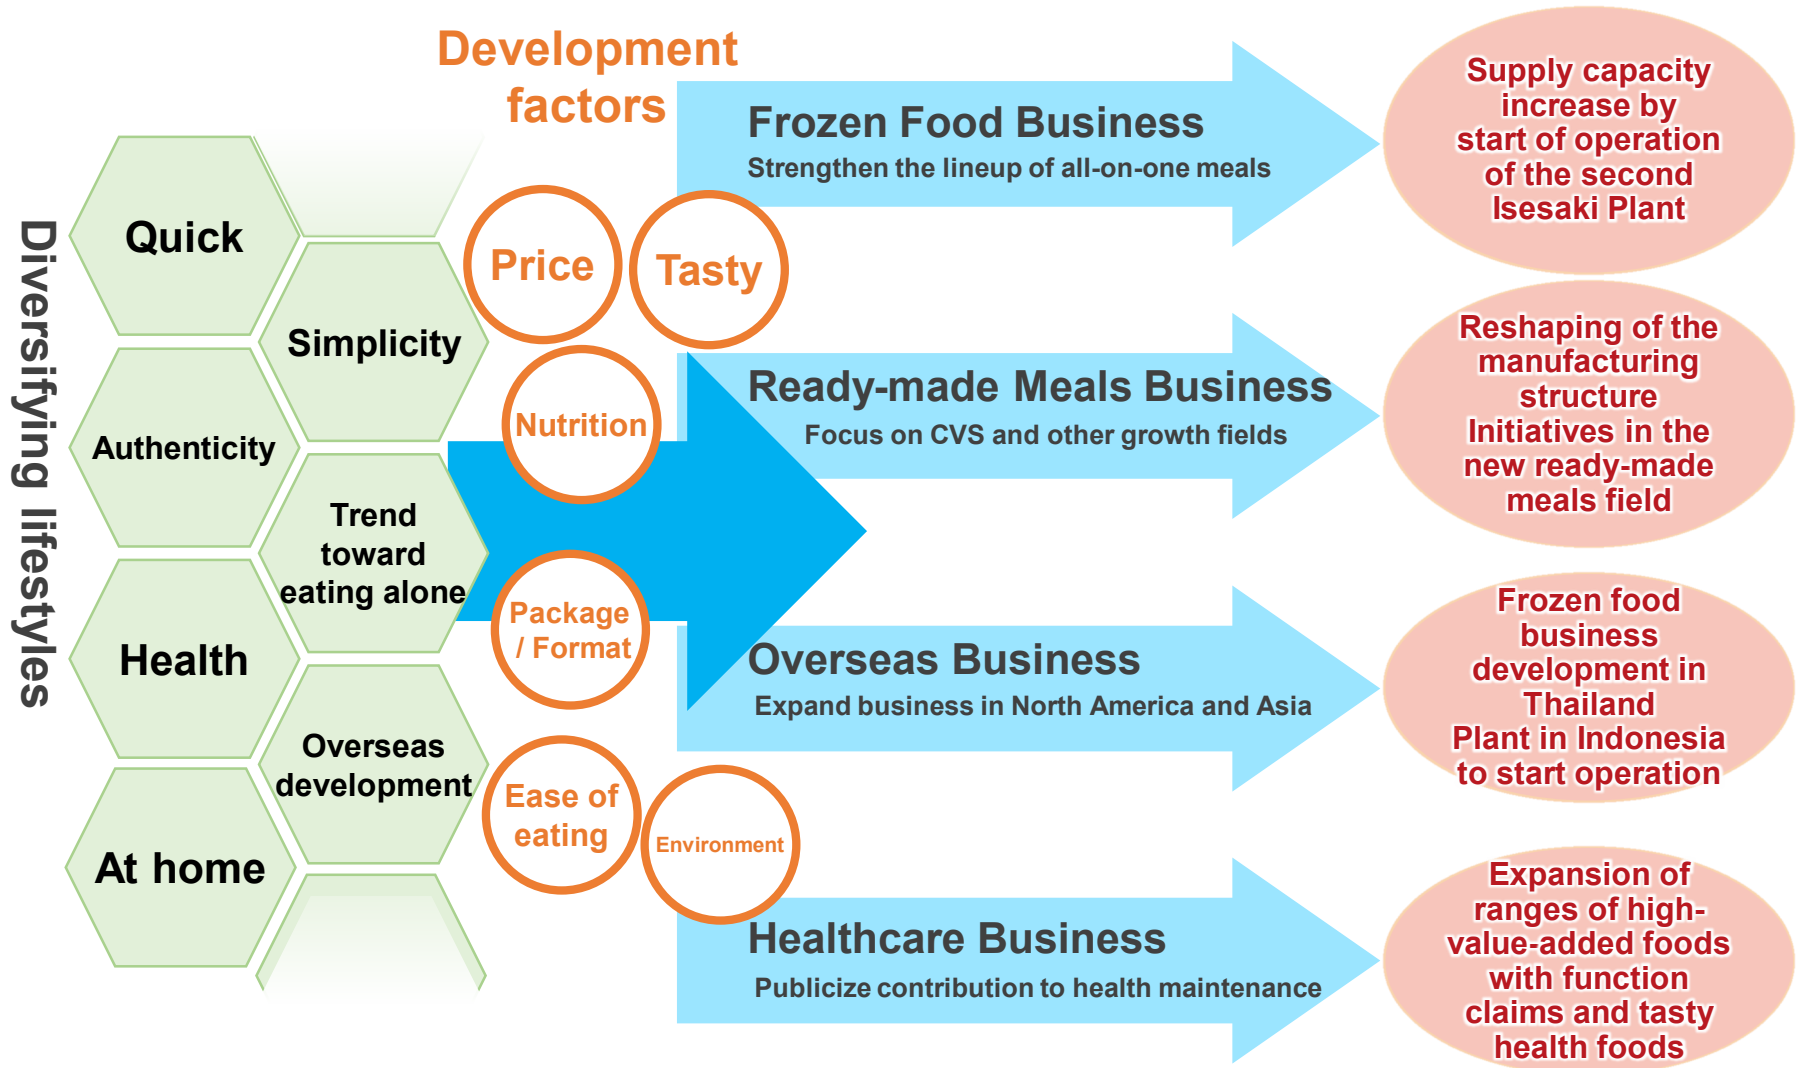 Diversifying lifestyles
Quick
Authenticity
Health
At home
Simplicity
Trend
toward
eating alone
Overseas
development
Development
factors
Price
Tasty
Nutrition
Package
/ Format
Ease of
eating
Environment
Frozen Food Business
Strengthen the lineup of all-on-one meals
Supply capacity
increase by
start of operation
of the second
Isesaki Plant
Ready-made Meals Business
Focus on CVS and other growth fields
Reshaping of the
manufacturing
structure
Initiatives in the
new ready-made
meals field
Overseas Business
Expand business in North America and Asia
Frozen food
business
development in
Thailand
Plant in Indonesia
to start operation
Healthcare Business
Publicize contribution to health maintenance
Expansion of
ranges of high-
value-added foods
with function
claims and tasty
health foods